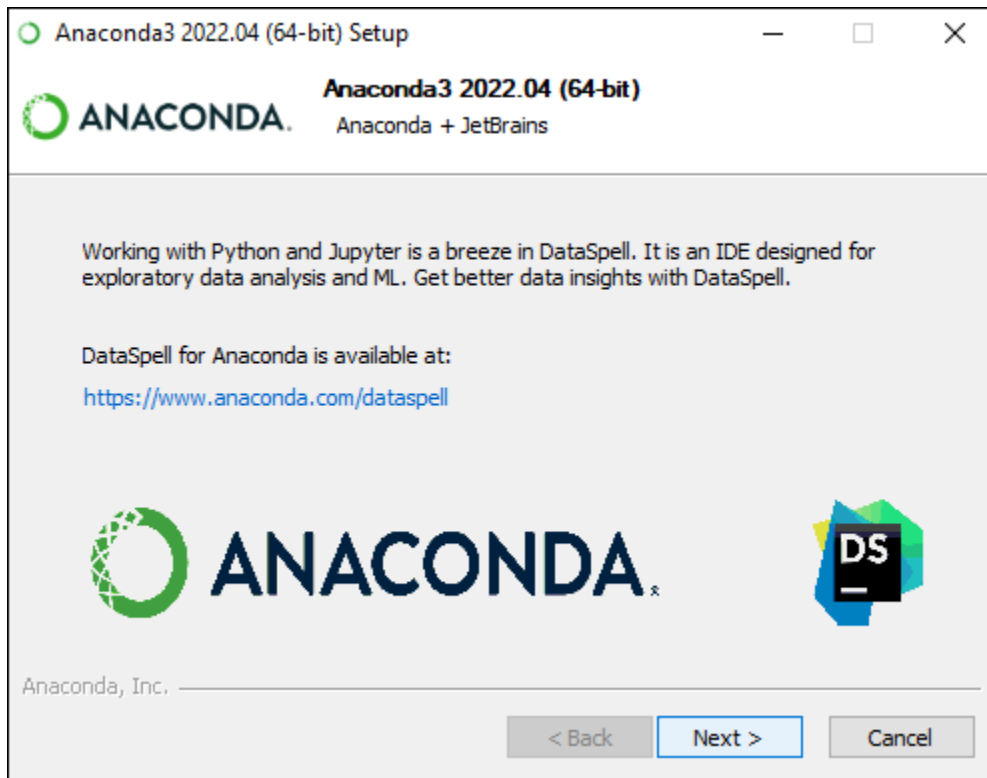 Anaconda3 2022.04 (64-bit) Setup
ANACONDA.
Anaconda3 2022.04 (64-bit)
Anaconda + JetBrains
Working with Python and Jupyter is a breeze in DataSpell. It is an IDE designed for
exploratory data analysis and ML. Get better data insights with DataSpell.
DataSpell for Anaconda is available at:
https://www.anaconda.com/dataspell
ANACONDA.
DS
Anaconda, Inc.
< Back
Next >
Cancel